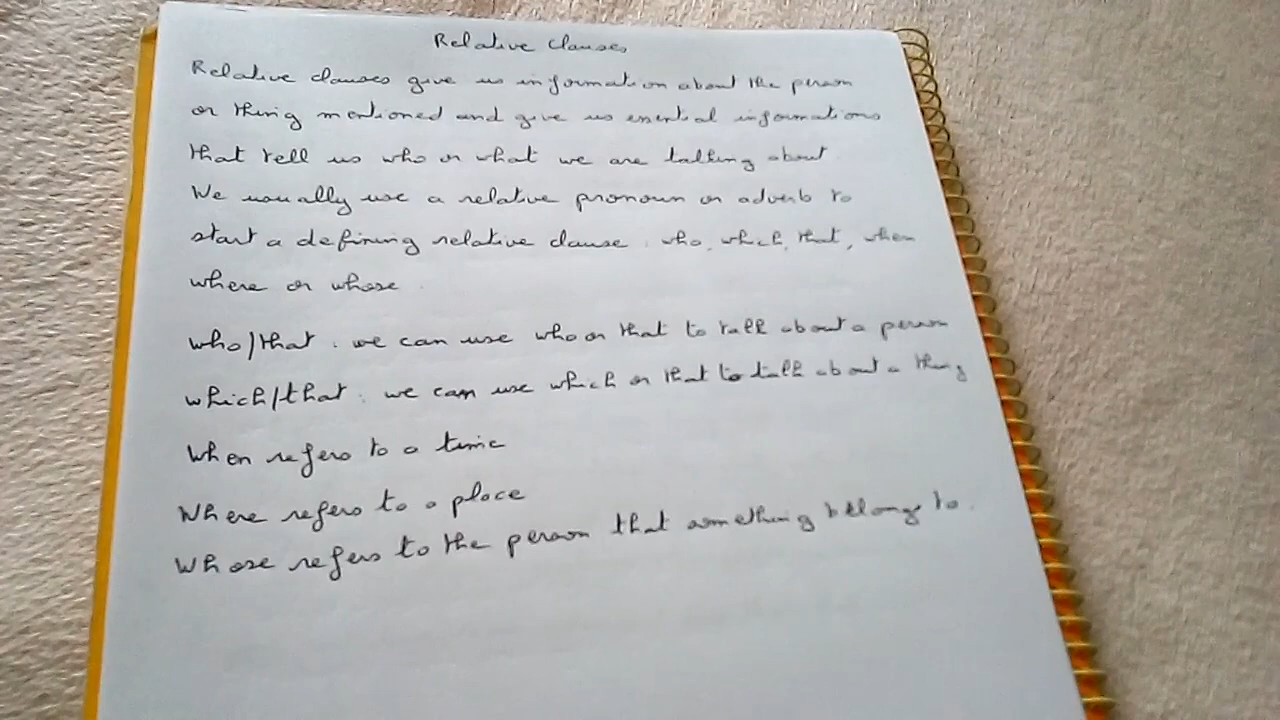 Relative clauses
Relative clauses give us information about the person
or thing mentioned and give us essential informations
that tell us who or what we are talking about
We usually use a relative pronoun or adverb to
start a defining relative clause : who, which, that, when
where or whose.
who/that : we can use who or that to talk about a person
which/that : we can use which or that to talk about a thing
When refers to a time
Where refers to a place
Whose refers to the person that something belongs to.